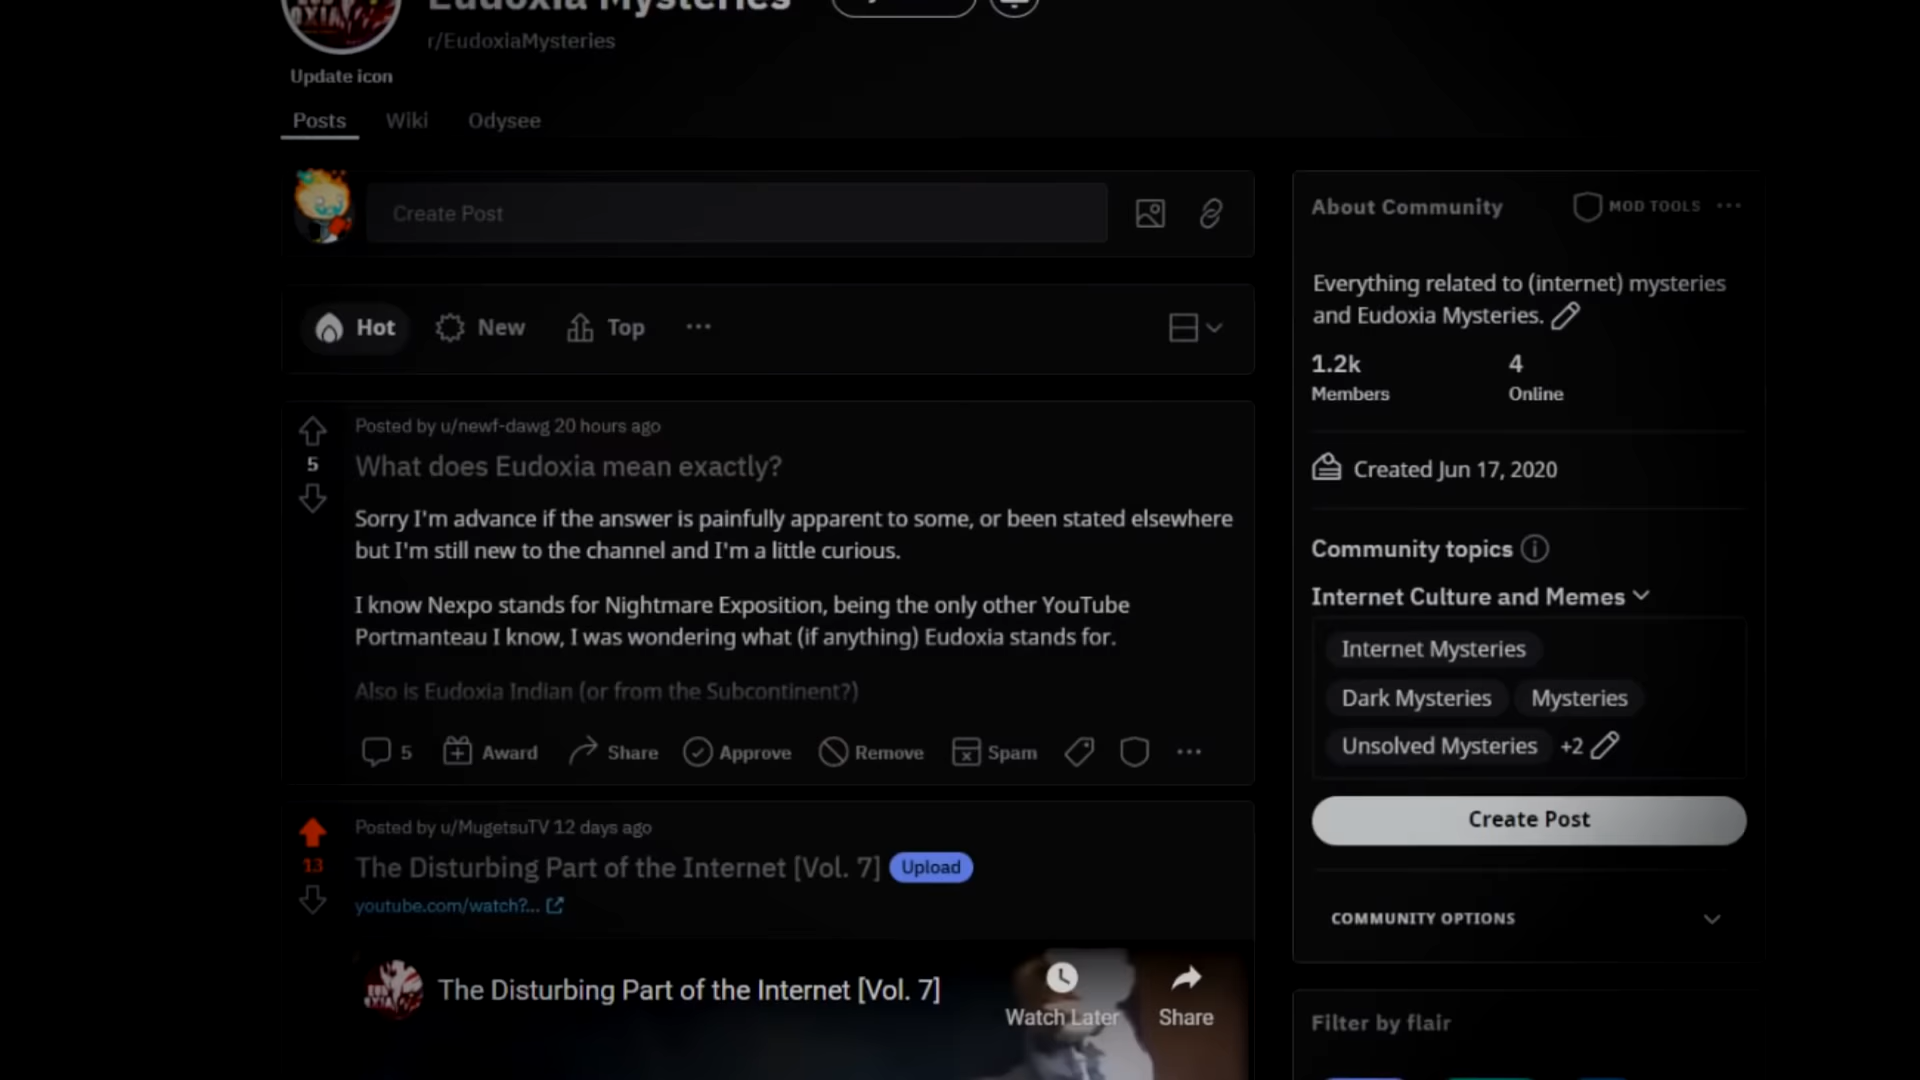 Eudoxia Mysteries
r/EudoxiaMysteries
Update icon
Posts Wiki Odysee
Create Post
Hot New Top
Posted by u/newf-dawg 20 hours ago
5
What does Eudoxia mean exactly?
Sorry I'm advance if the answer is painfully apparent to some, or been stated elsewhere
but I'm still new to the channel and I'm a little curious.
I know Nexpo stands for Nightmare Exposition, being the only other YouTube
Portmanteau I know, I was wondering what (if anything) Eudoxia stands for.
Also is Eudoxia Indian (or from the Subcontinent?)
5 Award Share Approve Remove Spam
Posted by u/MugetsuTV 12 days ago
13
The Disturbing Part of the Internet [Vol. 7] Upload
youtube.com/watch?...
The Disturbing Part of the Internet [Vol. 7]
Watch Later Share
About Community MOD TOOLS
Everything related to (internet) mysteries
and Eudoxia Mysteries.
1.2k 4
Members Online
Created Jun 17, 2020
Community topics
Internet Culture and Memes
Internet Mysteries
Dark Mysteries Mysteries
Unsolved Mysteries +2
Create Post
COMMUNITY OPTIONS
Filter by flair